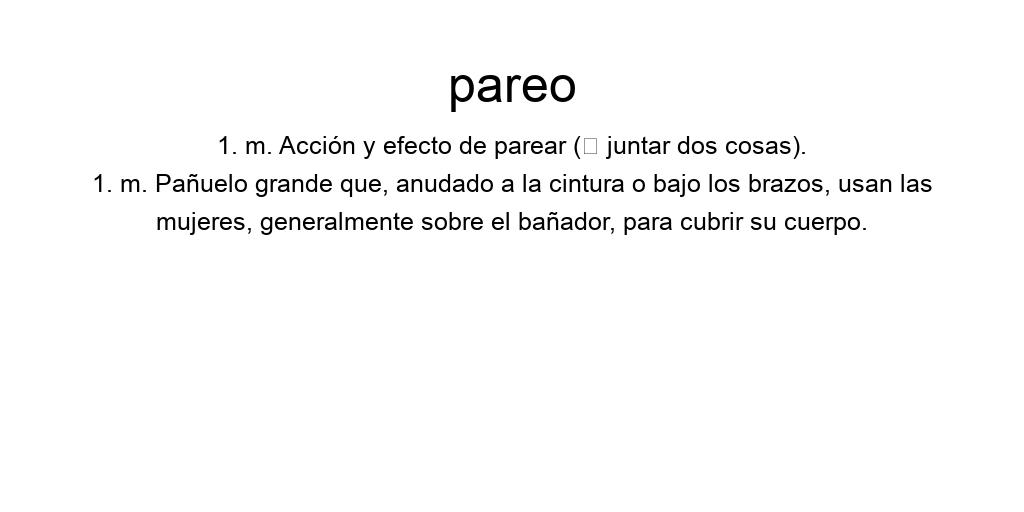 pareo
1. m. Acción y efecto de parear (□ juntar dos cosas).
1. m. Pañuelo grande que, anudado a la cintura o bajo los brazos, usan las
mujeres, generalmente sobre el bañador, para cubrir su cuerpo.